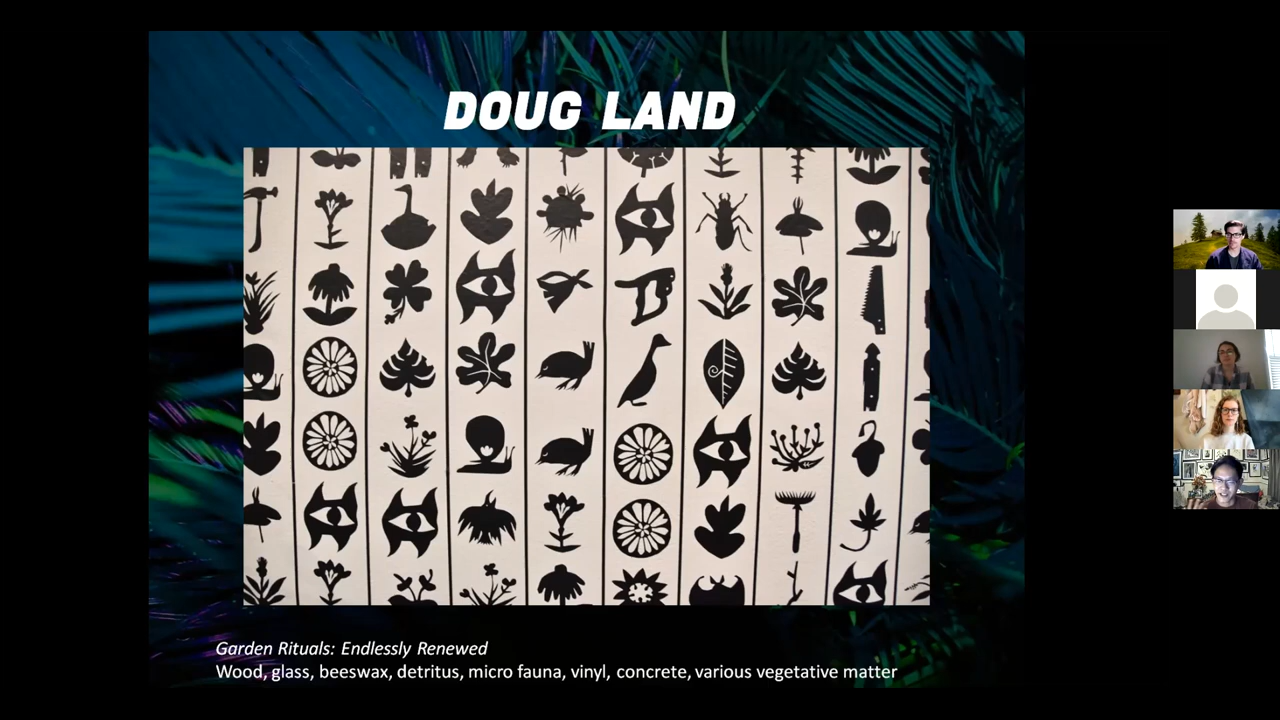 DOUG LAND
Garden Rituals: Endlessly Renewed
Wood, glass, beeswax, detritus, micro fauna, vinyl, concrete, various vegetative matter